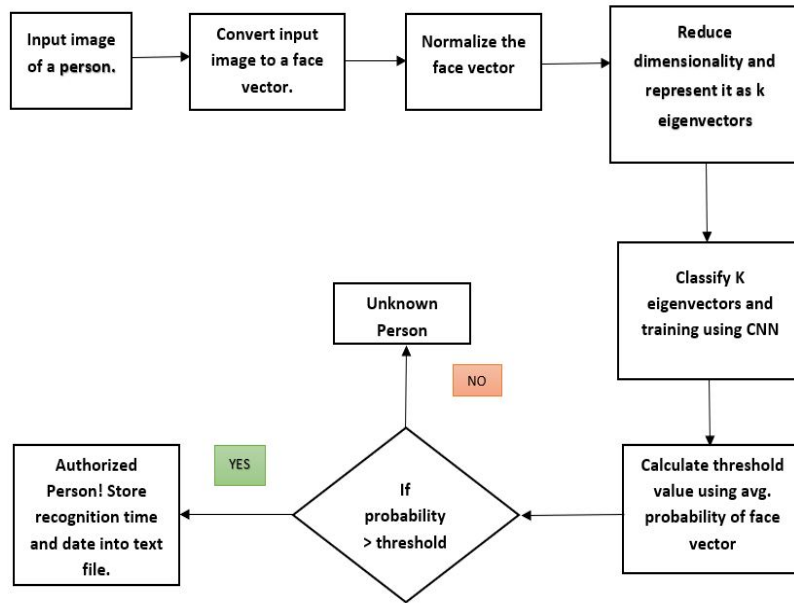 Input image
of a person.
Convert input
image to a face
vector.
Normalize the
face vector
Reduce
dimensionality and
represent it as k
eigenvectors
Classify K
eigenvectors and
training using CNN
Calculate threshold
value using avg.
probability of face
vector
If
probability
> threshold
NO
Unknown
Person
YES
Authorized
Person! Store
recognition time
and date into text
file.